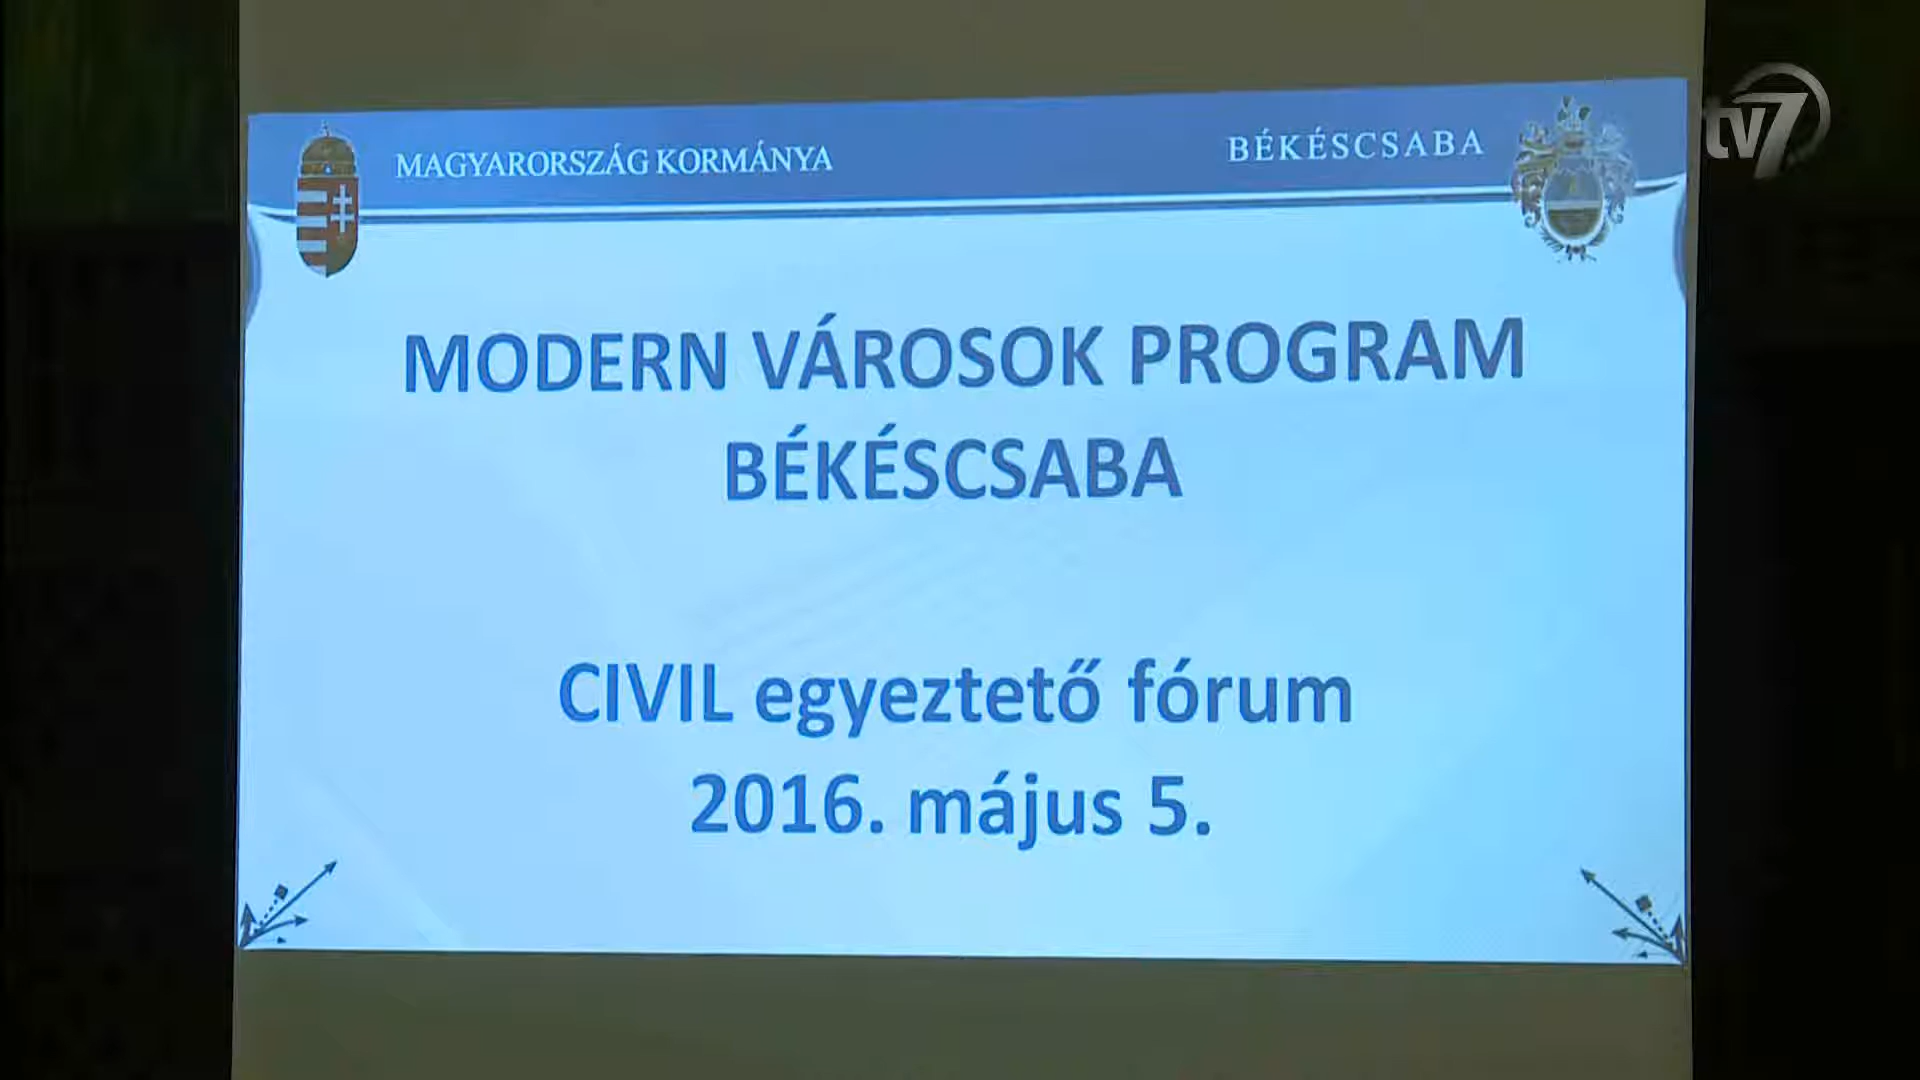 MAGYARORSZÁG KORMÁNYA
BÉKÉSCSABA
tv7
MODERN VÁROSOK PROGRAM
BÉKÉSCSABA
CIVIL egyeztető fórum
2016. május 5.